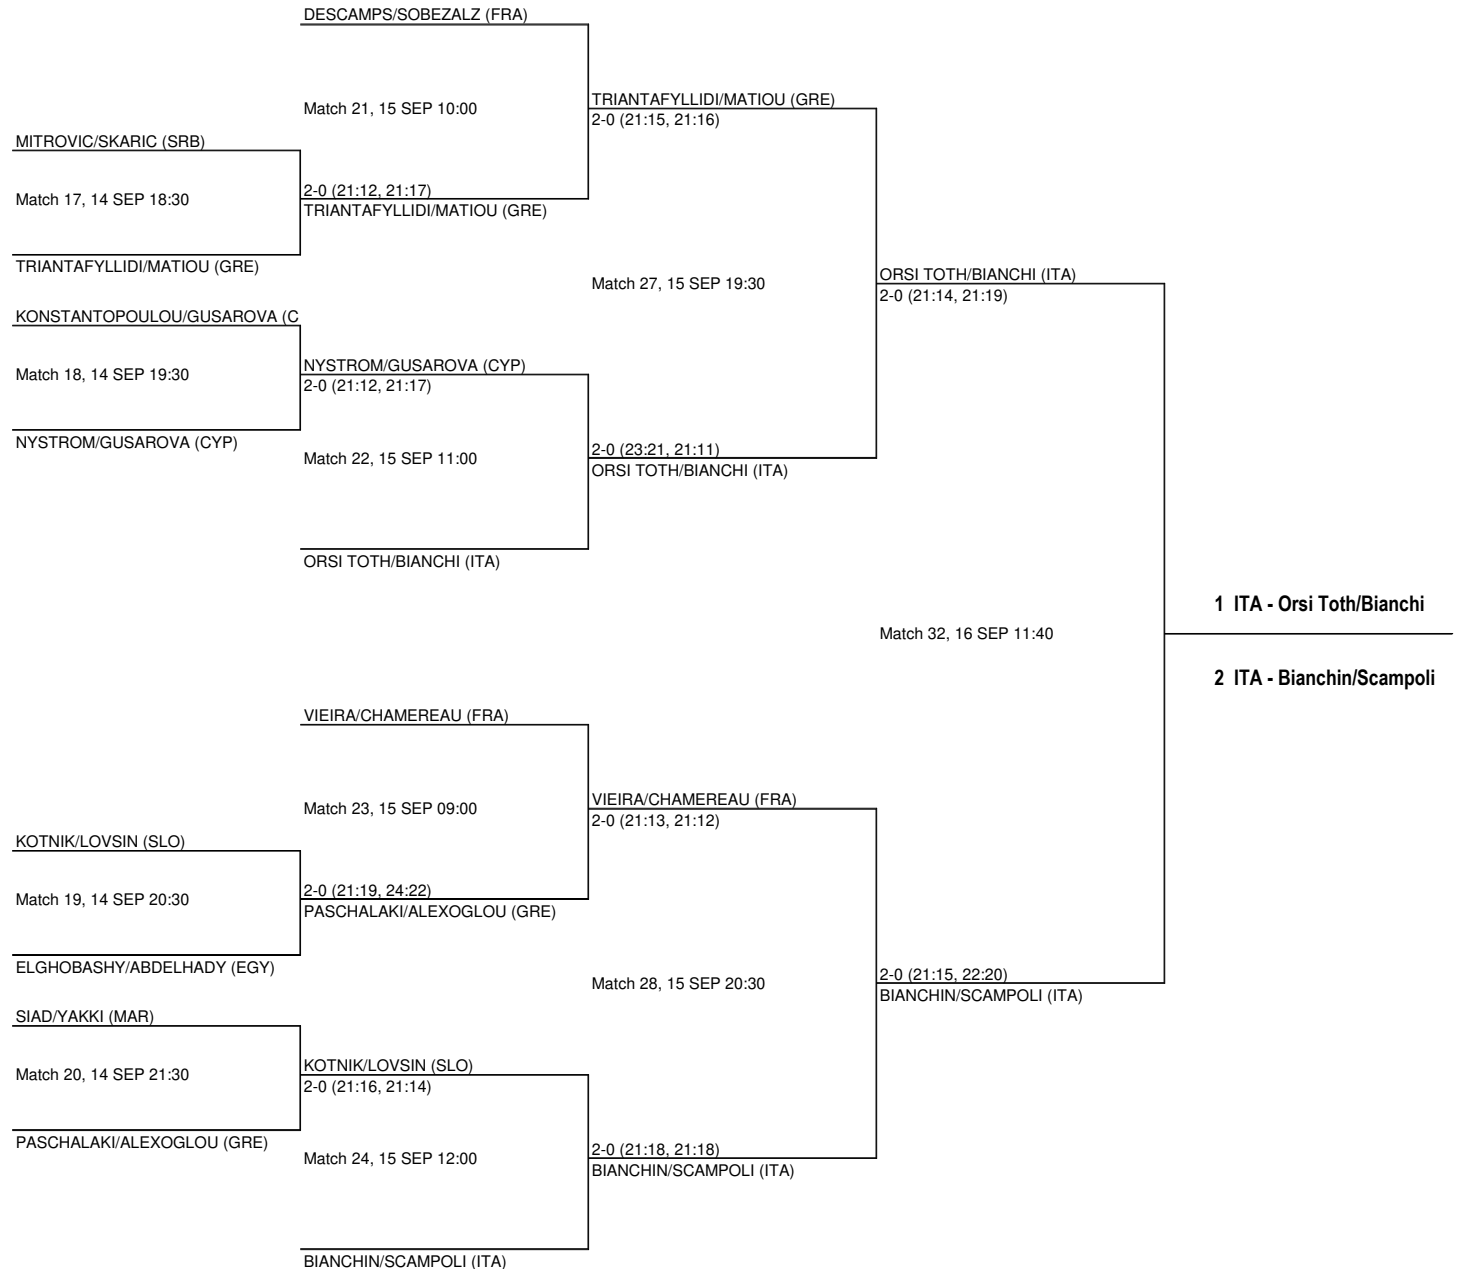 DESCAMPS/SOBEZALZ (FRA)
Match 21, 15 SEP 10:00
TRIANTAFYLLIDI/MATIOU (GRE)
2-0 (21:15, 21:16)
MITROVIC/SKARIC (SRB)
Match 17, 14 SEP 18:30
2-0 (21:12, 21:17)
TRIANTAFYLLIDI/MATIOU (GRE)
TRIANTAFYLLIDI/MATIOU (GRE)
Match 27, 15 SEP 19:30
ORSI TOTH/BIANCHI (ITA)
2-0 (21:14, 21:19)
KONSTANTOPOULOU/GUSAROVA (C
Match 18, 14 SEP 19:30
NYSTROM/GUSAROVA (CYP)
2-0 (21:12, 21:17)
NYSTROM/GUSAROVA (CYP)
Match 22, 15 SEP 11:00
2-0 (23:21, 21:11)
ORSI TOTH/BIANCHI (ITA)
ORSI TOTH/BIANCHI (ITA)
1 ITA - Orsi Toth/Bianchi
Match 32, 16 SEP 11:40
2 ITA - Bianchin/Scampoli
VIEIRA/CHAMEREAU (FRA)
Match 23, 15 SEP 09:00
VIEIRA/CHAMEREAU (FRA)
2-0 (21:13, 21:12)
KOTNIK/LOVSIN (SLO)
Match 19, 14 SEP 20:30
2-0 (21:19, 24:22)
PASCHALAKI/ALEXOGLOU (GRE)
ELGHOBASHY/ABDELHADY (EGY)
Match 28, 15 SEP 20:30
2-0 (21:15, 22:20)
BIANCHIN/SCAMPOLI (ITA)
SIAD/YAKKI (MAR)
Match 20, 14 SEP 21:30
KOTNIK/LOVSIN (SLO)
2-0 (21:16, 21:14)
PASCHALAKI/ALEXOGLOU (GRE)
Match 24, 15 SEP 12:00
2-0 (21:18, 21:18)
BIANCHIN/SCAMPOLI (ITA)
BIANCHIN/SCAMPOLI (ITA)